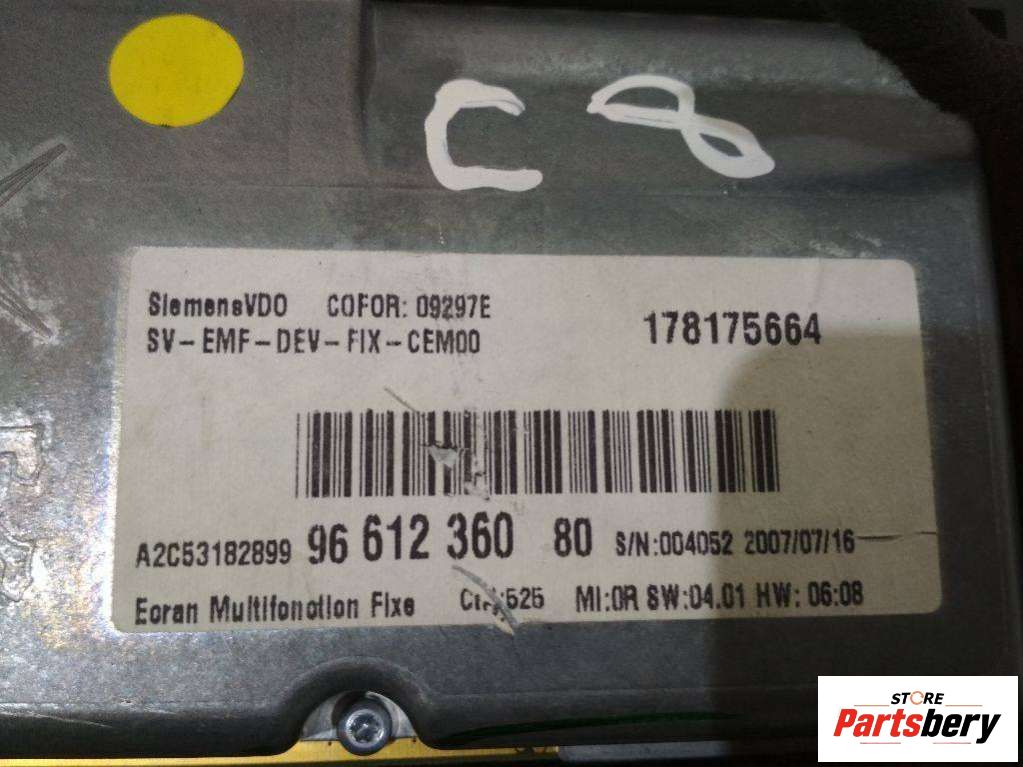 C8
SiemensVDO COFOR: 09297E
SV-EMF-DEV-FIX-CEM00
178175664
A2C53182899 96 612 360 80 S/N:004052 2007/07/16
Ecran Multifonction Fixe :525 MI:0R SW:04.01 HW: 06:08
STORE
Partsbery